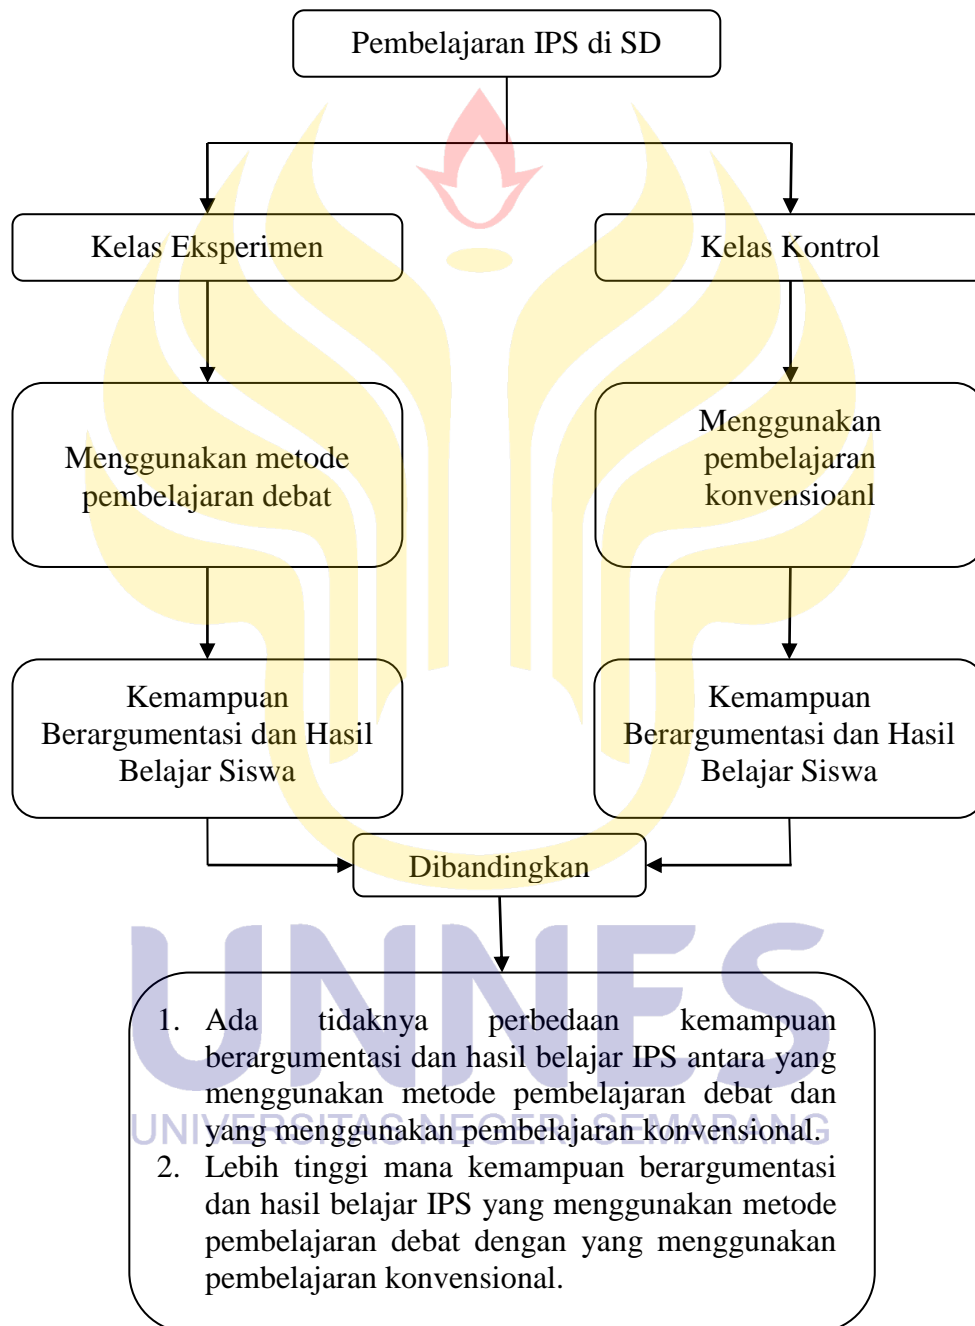 Pembelajaran IPS di SD
Kelas Eksperimen
Kelas Kontrol
Menggunakan metode
pembelajaran debat
Menggunakan
pembelajaran
konvensioanl
Kemampuan
Berargumentasi dan Hasil
Belajar Siswa
Kemampuan
Berargumentasi dan Hasil
Belajar Siswa
Dibandingkan
UNNES
UNIVERSITAS NEGERI SEMARANG
1. Ada tidaknya perbedaan kemampuan
berargumentasi dan hasil belajar IPS antara yang
menggunakan metode pembelajaran debat dan
yang menggunakan pembelajaran konvensional.
2. Lebih tinggi mana kemampuan berargumentasi
dan hasil belajar IPS yang menggunakan metode
pembelajaran debat dengan yang menggunakan
pembelajaran konvensional.